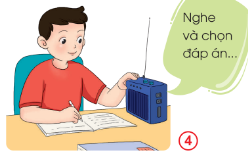 Nghe
và chọn
đáp án...
4